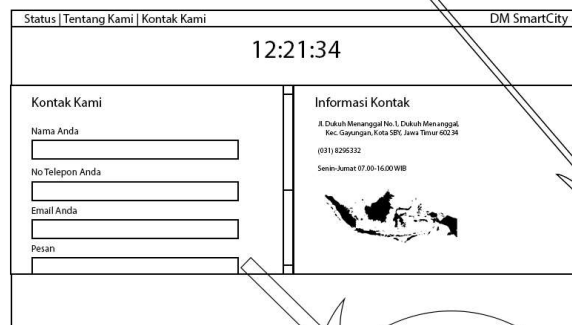 Status | Tentang Kami | Kontak Kami
DM SmartCity
12:21:34
Kontak Kami
Nama Anda
No Telepon Anda
Email Anda
Pesan
Informasi Kontak
Jl. Dukuh Menanggal No.1, Dukuh Menanggal,
Kec. Gayungan, Kota SBY, Jawa Timur 60234
(031) 8295332
Senin-Jumat 07.00-16.00 WIB